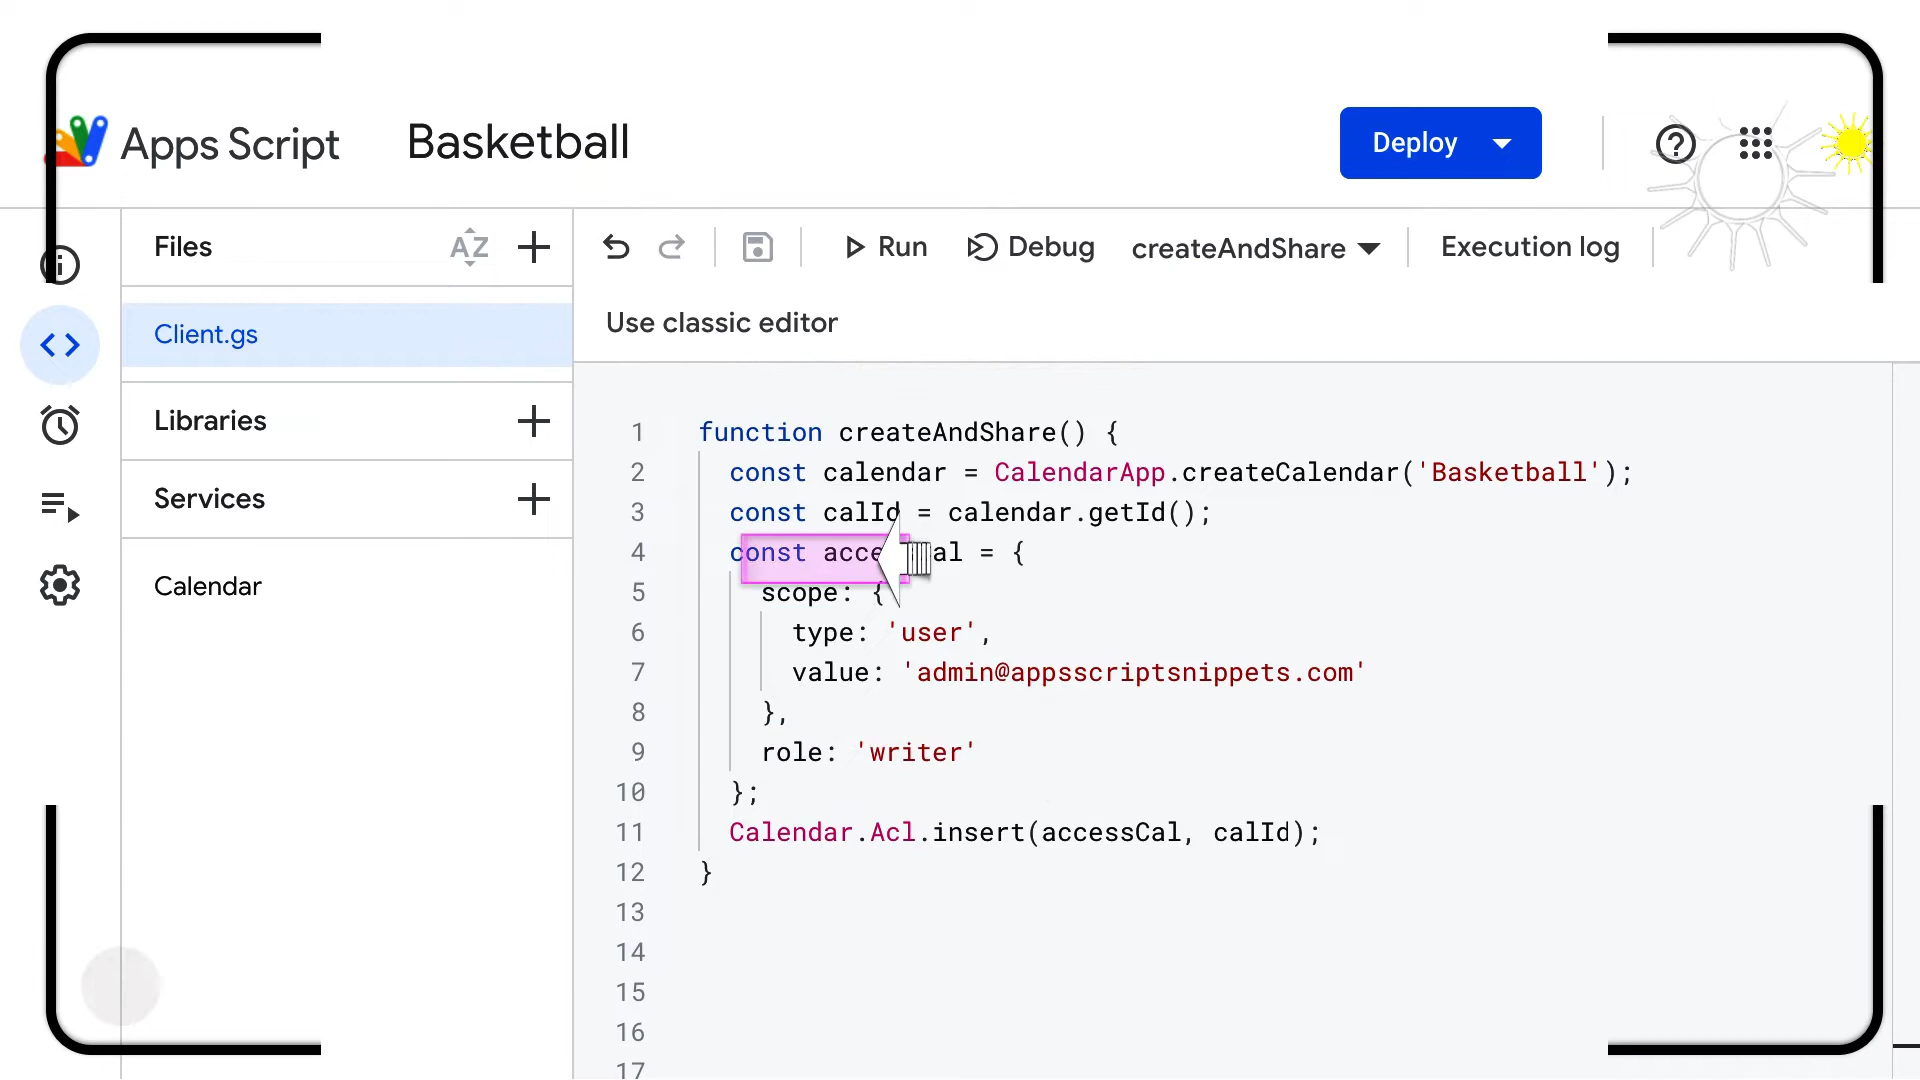 Apps Script
Basketball
Deploy
Files
AZ
Run
Debug
createAndShare
Execution log
Client.gs
Use classic editor
Libraries
Services
Calendar
1 function createAndShare() {
2 const calendar = CalendarApp.createCalendar('Basketball');
3 const calId = calendar.getId();
4 const acce al = {
5 scope: {
6 type: 'user',
7 value: 'admin@appsscriptsnippets.com'
8 },
9 role: 'writer'
10 };
11 Calendar.Acl.insert(accessCal, calId);
12 }
13
14
15
16
17